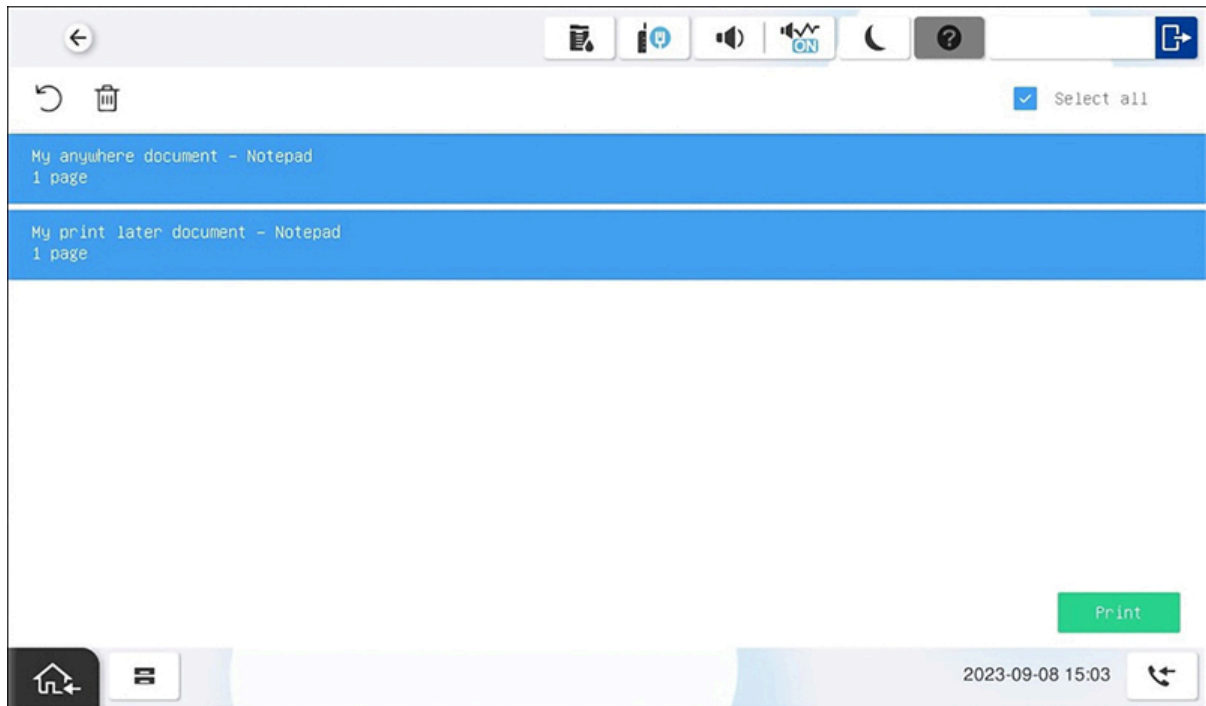 ON
?
Select all
My anywhere document - Notepad
1 page
My print later document - Notepad
1 page
Print
2023-09-08 15:03